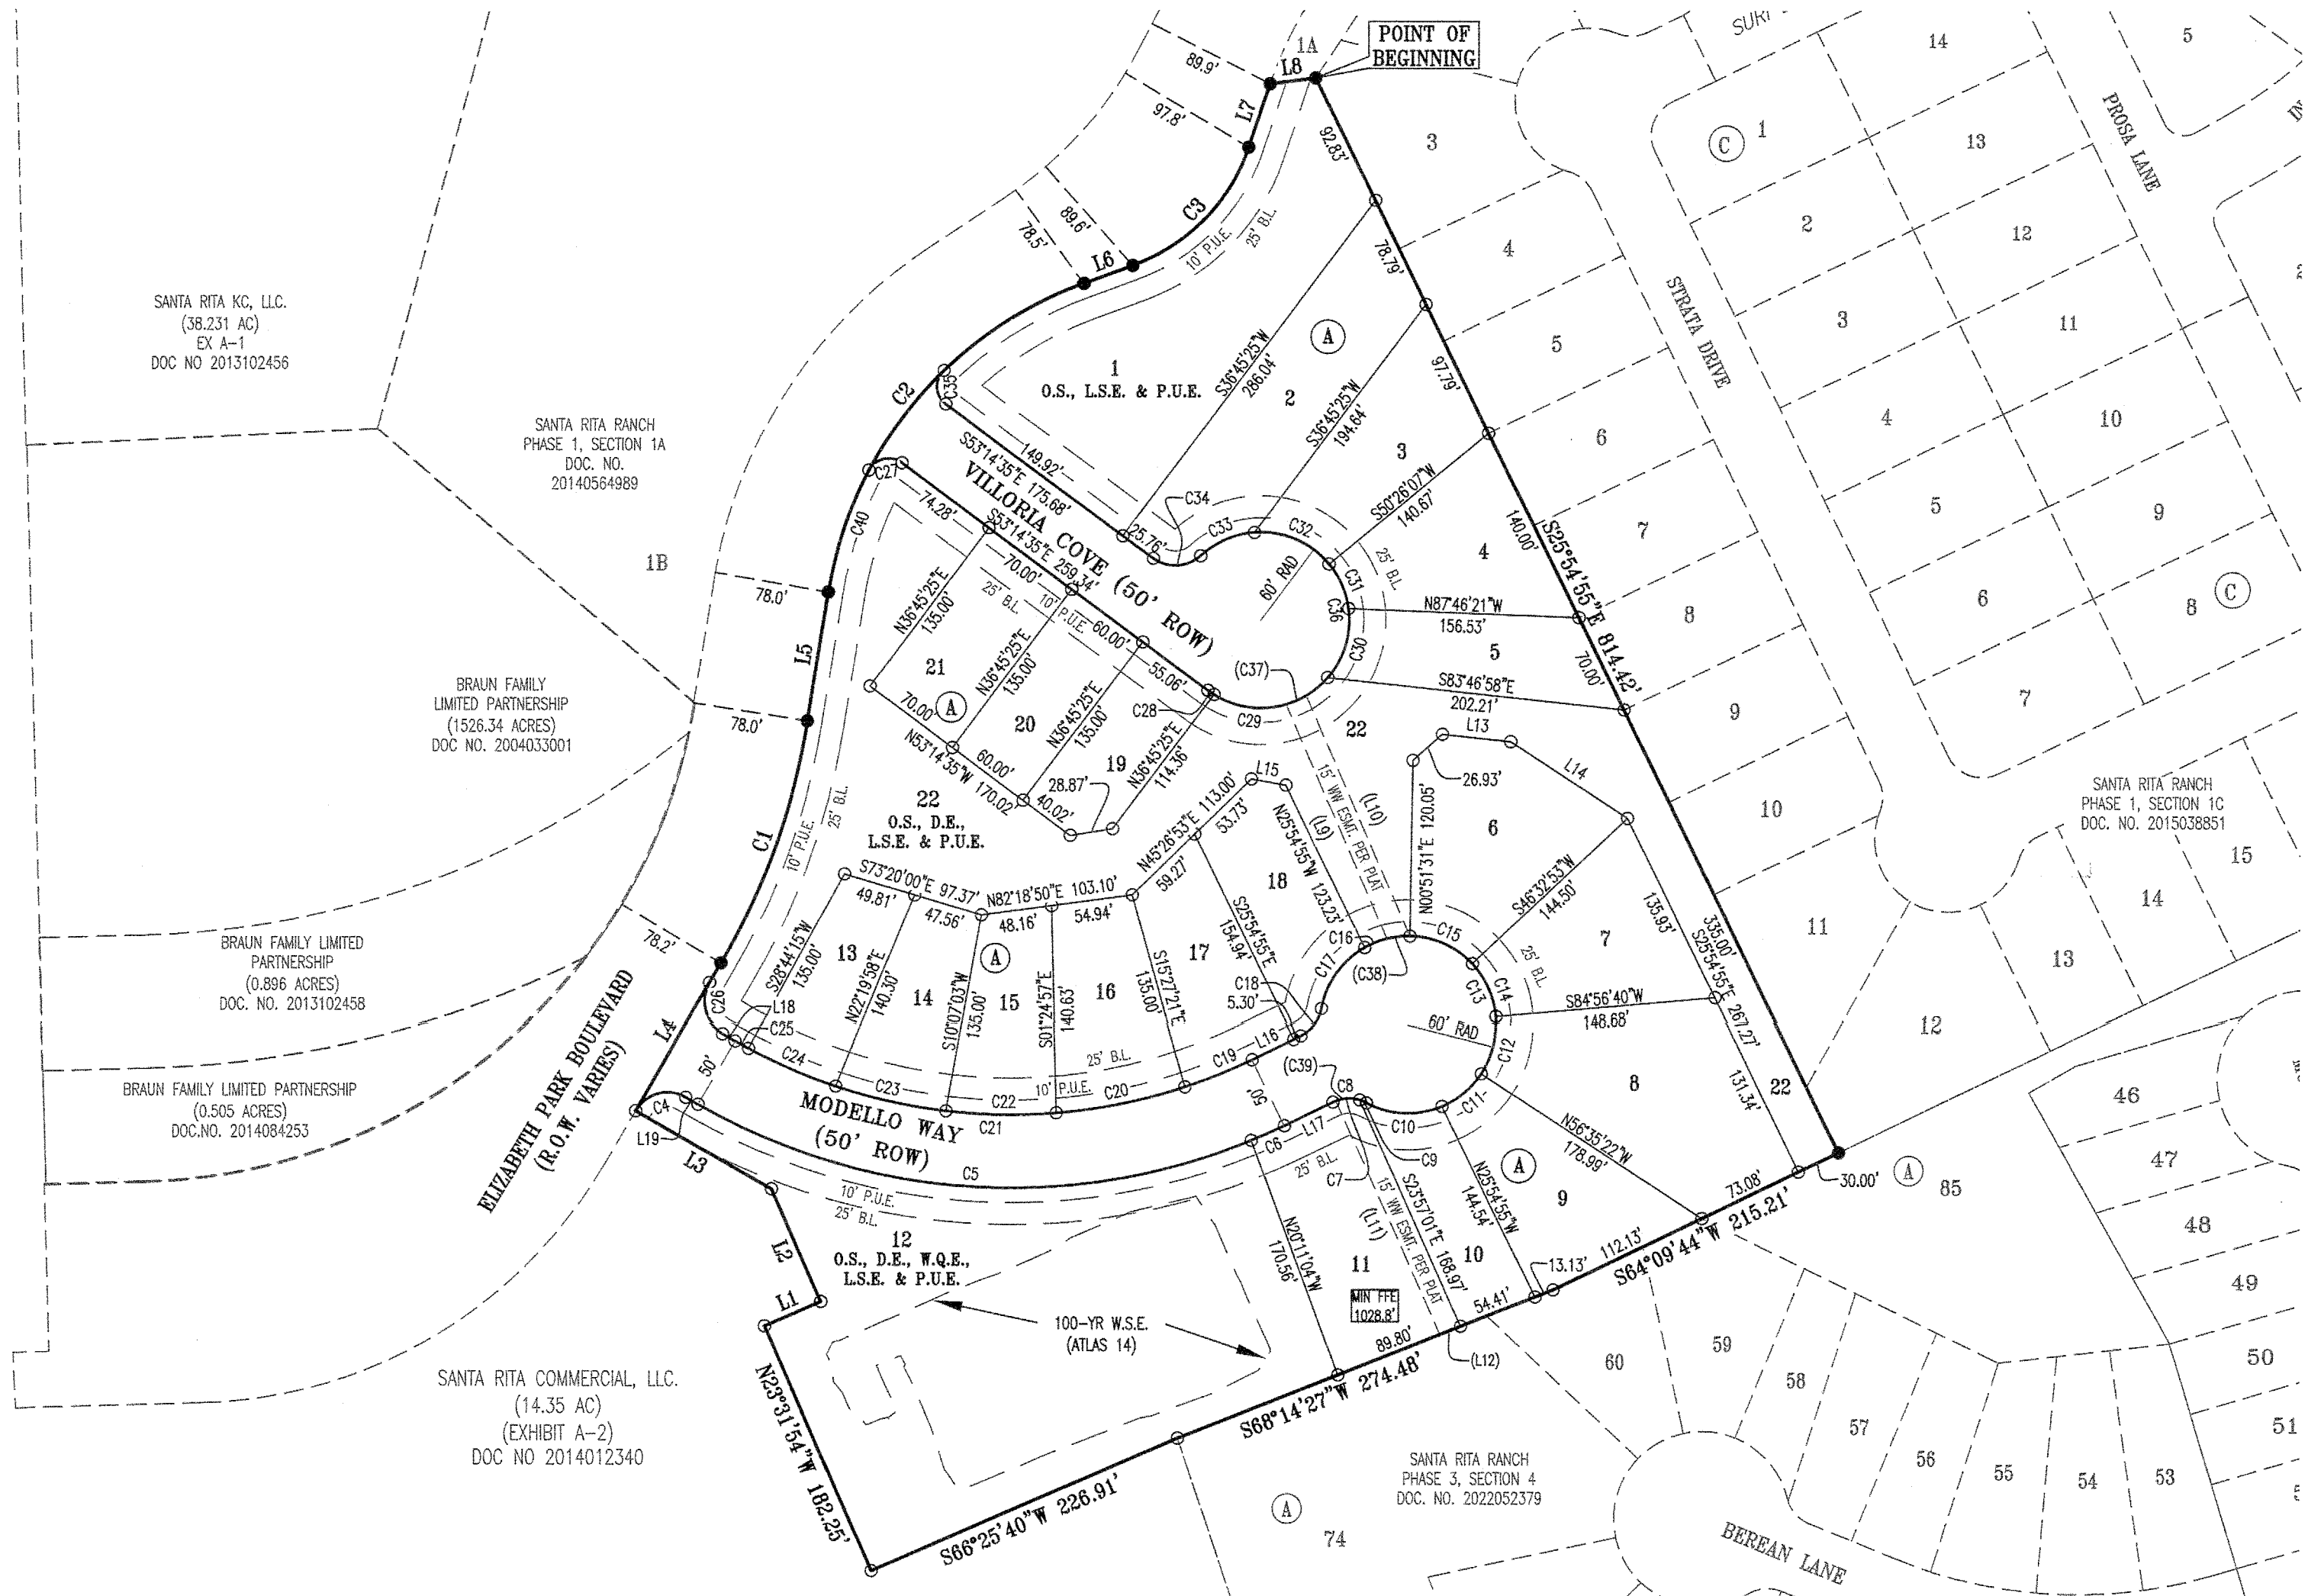 POINT OF
BEGINNING
1A
L8
L7
89.9'
97.8'
89.6'
78.5'
C3
L6
10' P.U.E.
25' B.L.
92.83'
78.79'
97.79'
140.00'
S25°54'55"E 814.42'
70.00'
335.00'
3
4
5
6
7
8
9
10
11
12
13
14
15
STRATA DRIVE
PROSA LANE
C
1
2
3
4
5
6
7
14
13
12
11
10
9
8
C
5
SANTA RITA KC, LLC.
(38.231 AC)
EX A-1
DOC NO 2013102456
SANTA RITA RANCH
PHASE 1, SECTION 1A
DOC. NO.
20140564989
1B
BRAUN FAMILY
LIMITED PARTNERSHIP
(1526.34 ACRES)
DOC NO. 2004033001
BRAUN FAMILY LIMITED
PARTNERSHIP
(0.896 ACRES)
DOC. NO. 2013102458
BRAUN FAMILY LIMITED PARTNERSHIP
(0.505 ACRES)
DOC.NO. 2014084253
SANTA RITA COMMERCIAL, LLC.
(14.35 AC)
(EXHIBIT A-2)
DOC NO 2014012340
SANTA RITA RANCH
PHASE 1, SECTION 1C
DOC. NO. 2015038851
SANTA RITA RANCH
PHASE 3, SECTION 4
DOC. NO. 2022052379
1
O.S., L.S.E. & P.U.E.
A
2
S36°45'25"W
286.04'
S36°45'25"W
194.64'
3
S50°26'07"W
140.67'
4
N87°46'21"W
156.53'
5
S83°46'58"E
202.21'
C2
C35
C27
C40
149.92'
S53°14'35"E 175.68'
25.76'
VILLORIA COVE (50' ROW)
74.28'
S53°14'35"E 259.34'
70.00'
60.00'
55.06'
25' B.L.
10' P.U.E.
C34
C33
C32
C31
C36
C30
(C37)
C29
C28
60' RAD
25' B.L.
78.0'
L5
78.0'
C1
10' P.U.E.
25' B.L.
78.2'
N36°45'25"E
135.00'
N36°45'25"E
135.00'
N36°45'25"E
135.00'
N36°45'25"E
114.36'
21
A
20
19
70.00'
N53°14'35"W 170.02'
60.00'
40.02'
28.87'
22
O.S., D.E.,
L.S.E. & P.U.E.
22
L13
26.93'
L14
6
L15
15' WW ESMT. PER PLAT
(L9)
(L10)
N25°54'55"W 123.23'
N00°51'31"E 120.05'
S46°32'53"W
144.50'
7
135.93'
S25°54'55"E 267.27'
131.34'
22
S84°56'40"W
148.68'
8
18
53.73'
N45°26'53"E 113.00'
59.27'
S25°54'55"E
154.94'
17
S73°20'00"E 97.37'
49.81'
47.56'
N82°18'50"E 103.10'
48.16'
54.94'
S28°44'15"W
135.00'
13
N22°19'58"E
140.30'
14
S10°07'03"W
135.00'
A
15
S01°24'57"E
140.63'
16
S15°27'21"E
135.00'
C16
C15
(C38)
C17
C18
5.30'
C13
C14
25' B.L.
60' RAD
C12
C11
C10
C9
C8
C7
(C39)
L16
C19
C20
C21
C22
C23
C24
C25
L18
C26
L4
50'
50'
L17
C6
C5
C4
L19
L3
L2
L1
25' B.L.
10' P.U.E.
MODELLO WAY
(50' ROW)
10' P.U.E.
25' B.L.
25' B.L.
ELIZABETH PARK BOULEVARD
(R.O.W. VARIES)
12
O.S., D.E., W.Q.E.,
L.S.E. & P.U.E.
100-YR W.S.E.
(ATLAS 14)
N20°11'04"W
170.56'
11
MIN FFE
1028.8'
15' WW ESMT. PER PLAT
(L11)
S23°57'01"E 168.97'
10
N25°54'55"W
144.54'
A
9
N56°35'22"W
178.99'
73.08'
30.00'
112.13'
S64°09'44"W 215.21'
13.13'
54.41'
89.80'
(L12)
S68°14'27"W 274.48'
S66°25'40"W 226.91'
N23°31'54"W 182.25'
A
85
46
47
48
49
50
51
53
54
55
56
57
58
59
60
A
74
BEREAN LANE